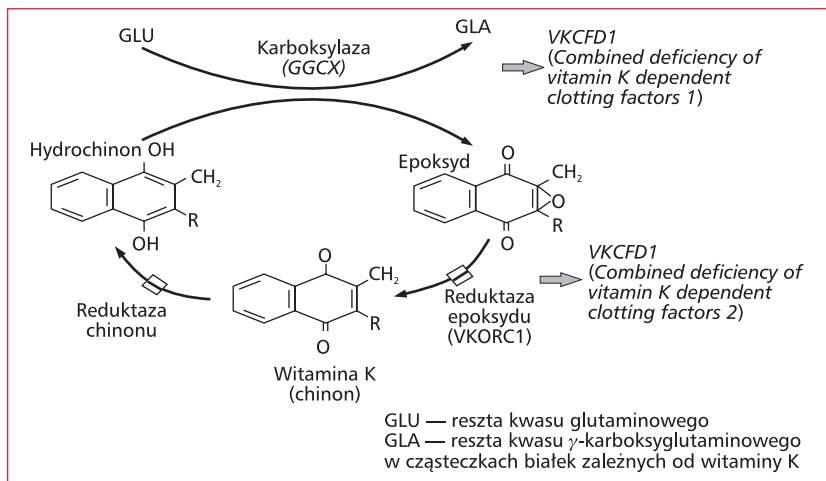 GLU
Karboksylaza
(GGCX)
GLA
VKCFD1
(Combined deficiency of
vitamin K dependent
clotting factors 1)
Hydrochinon OH
CH2
R
OH
Epoksyd
O
CH2
O
R
O
VKCFD1
(Combined deficiency of
vitamin K dependent
clotting factors 2)
Reduktaza
epoksydu
(VKORC1)
O
CH2
R
O
Reduktaza
chinonu
Witamina K
(chinon)
GLU — reszta kwasu glutaminowego
GLA — reszta kwasu γ-karboksyglutaminowego
w cząsteczkach białek zależnych od witaminy K